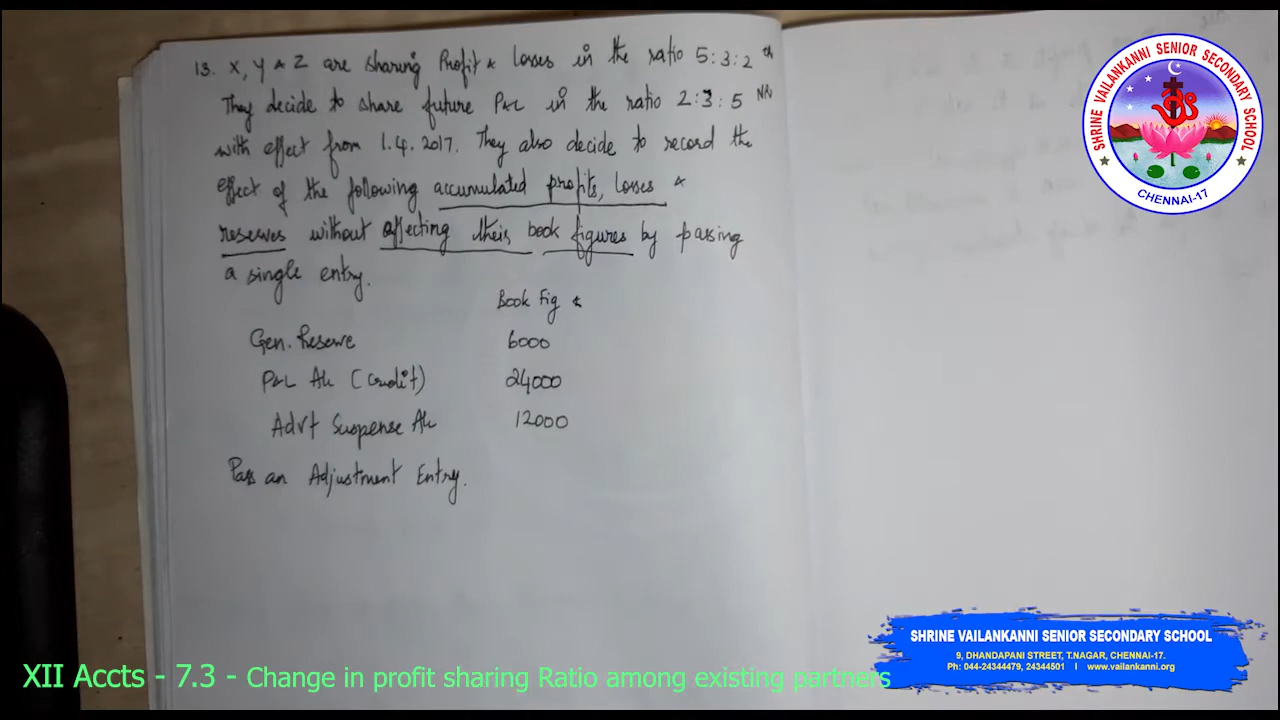 13. X, Y & Z are sharing Profit & losses in the ratio 5:3:2
They decide to share future P&L in the ratio 2:3:5 NR
with effect from 1.4.2017. They also decide to record the
effect of the following accumulated profits, losses &
reserves without affecting their book figures by passing
a single entry.
Book Fig
Gen. Reserve 6000
P&L A/c (Credit) 24000
Advt Suspense A/c 12000
Pass an Adjustment Entry.
SHRINE VAILANKANNI SENIOR SECONDARY SCHOOL
CHENNAI-17
SHRINE VAILANKANNI SENIOR SECONDARY SCHOOL
9, DHANDAPANI STREET, T.NAGAR, CHENNAI-17.
Ph: 044-24344479, 24344501 I www.vailankanni.org
XII Accts - 7.3 - Change in profit sharing Ratio among existing partners